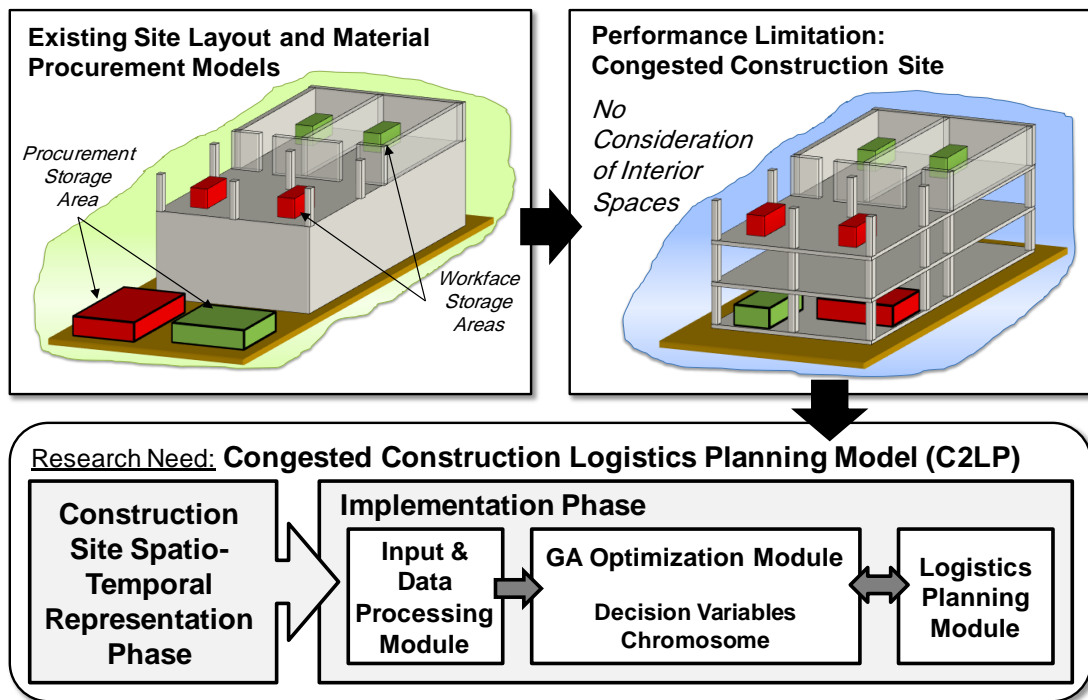 Existing Site Layout and Material
Procurement Models
Procurement
Storage
Area
Workface
Storage
Areas
Performance Limitation:
Congested Construction Site
No
Consideration
of Interior
Spaces
Research Need: Congested Construction Logistics Planning Model (C2LP)
Construction
Site Spatio-
Temporal
Representation
Phase
Implementation Phase
Input &
Data
Processing
Module
GA Optimization Module
Decision Variables
Chromosome
Logistics
Planning
Module